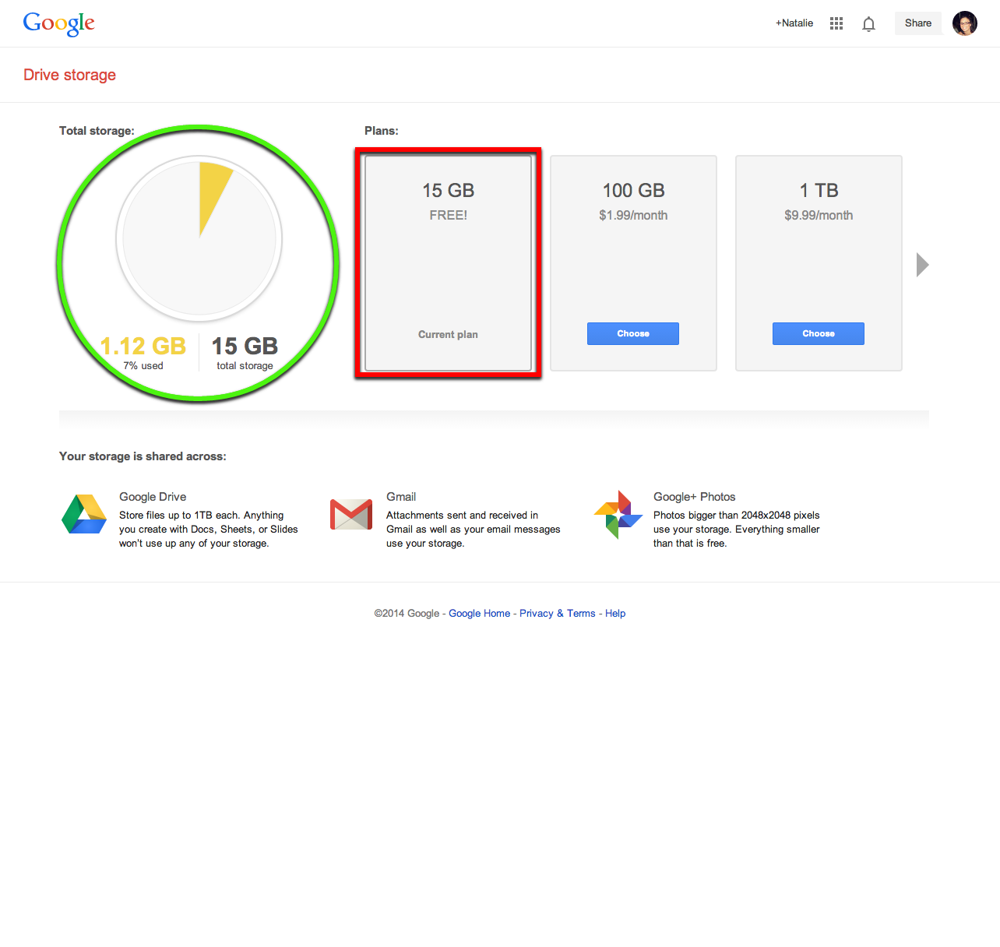 Google
+Natalie
Share
Drive storage
Total storage:
1.12 GB
7% used
15 GB
total storage
Plans:
15 GB
FREE!
Current plan
100 GB
$1.99/month
Choose
1 TB
$9.99/month
Choose
Your storage is shared across:
Google Drive
Store files up to 1TB each. Anything
you create with Docs, Sheets, or Slides
won't use up any of your storage.
Gmail
Attachments sent and received in
Gmail as well as your email messages
use your storage.
Google+ Photos
Photos bigger than 2048x2048 pixels
use your storage. Everything smaller
than that is free.
©2014 Google - Google Home - Privacy & Terms - Help